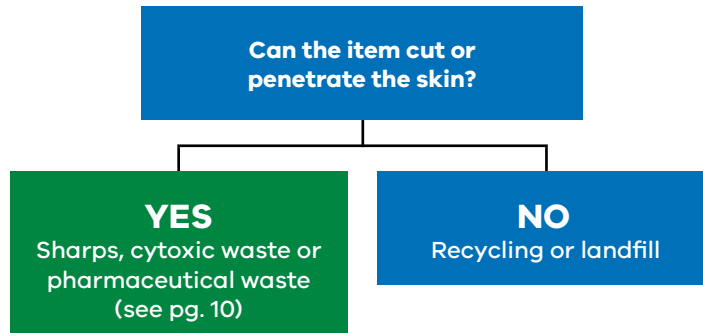 Can the item cut or
penetrate the skin?
YES
Sharps, cytoxic waste or
pharmaceutical waste
(see pg. 10)
NO
Recycling or landfill